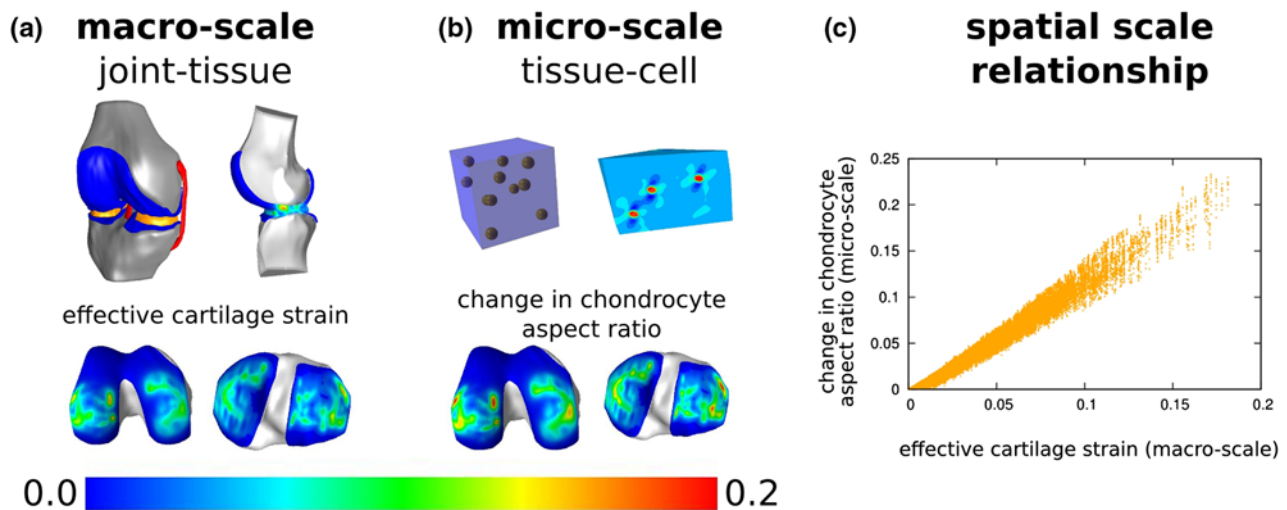 (a) macro-scale
joint-tissue
effective cartilage strain
(b) micro-scale
tissue-cell
change in chondrocyte
aspect ratio
(c) spatial scale
relationship
change in chondrocyte
aspect ratio (micro-scale)
0.25
0.2
0.15
0.1
0.05
0
0 0.05 0.1 0.15 0.2
effective cartilage strain (macro-scale)
0.0 0.2